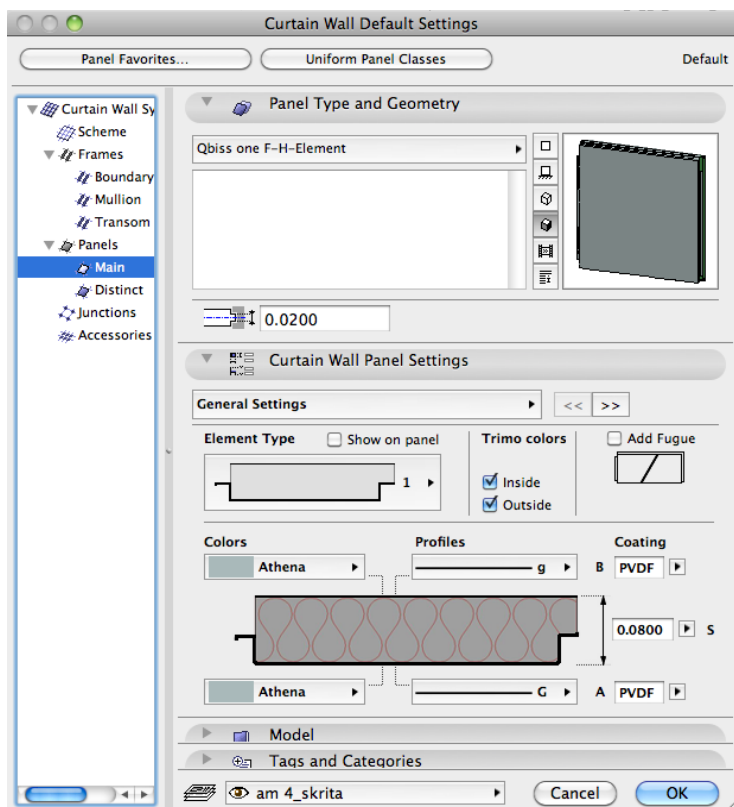 Curtain Wall Default Settings
Panel Favorites... Uniform Panel Classes Default
Curtain Wall Sy
Scheme
Frames
Boundary
Mullion
Transom
Panels
Main
Distinct
Junctions
Accessories
Panel Type and Geometry
Qbiss one F-H-Element
0.0200
Curtain Wall Panel Settings
General Settings << >>
Element Type Show on panel Trimo colors Add Fugue
1 Inside
Outside
Colors Profiles Coating
Athena g B PVDF
0.0800 S
Athena G A PVDF
Model
Tags and Categories
am 4_skrita Cancel OK